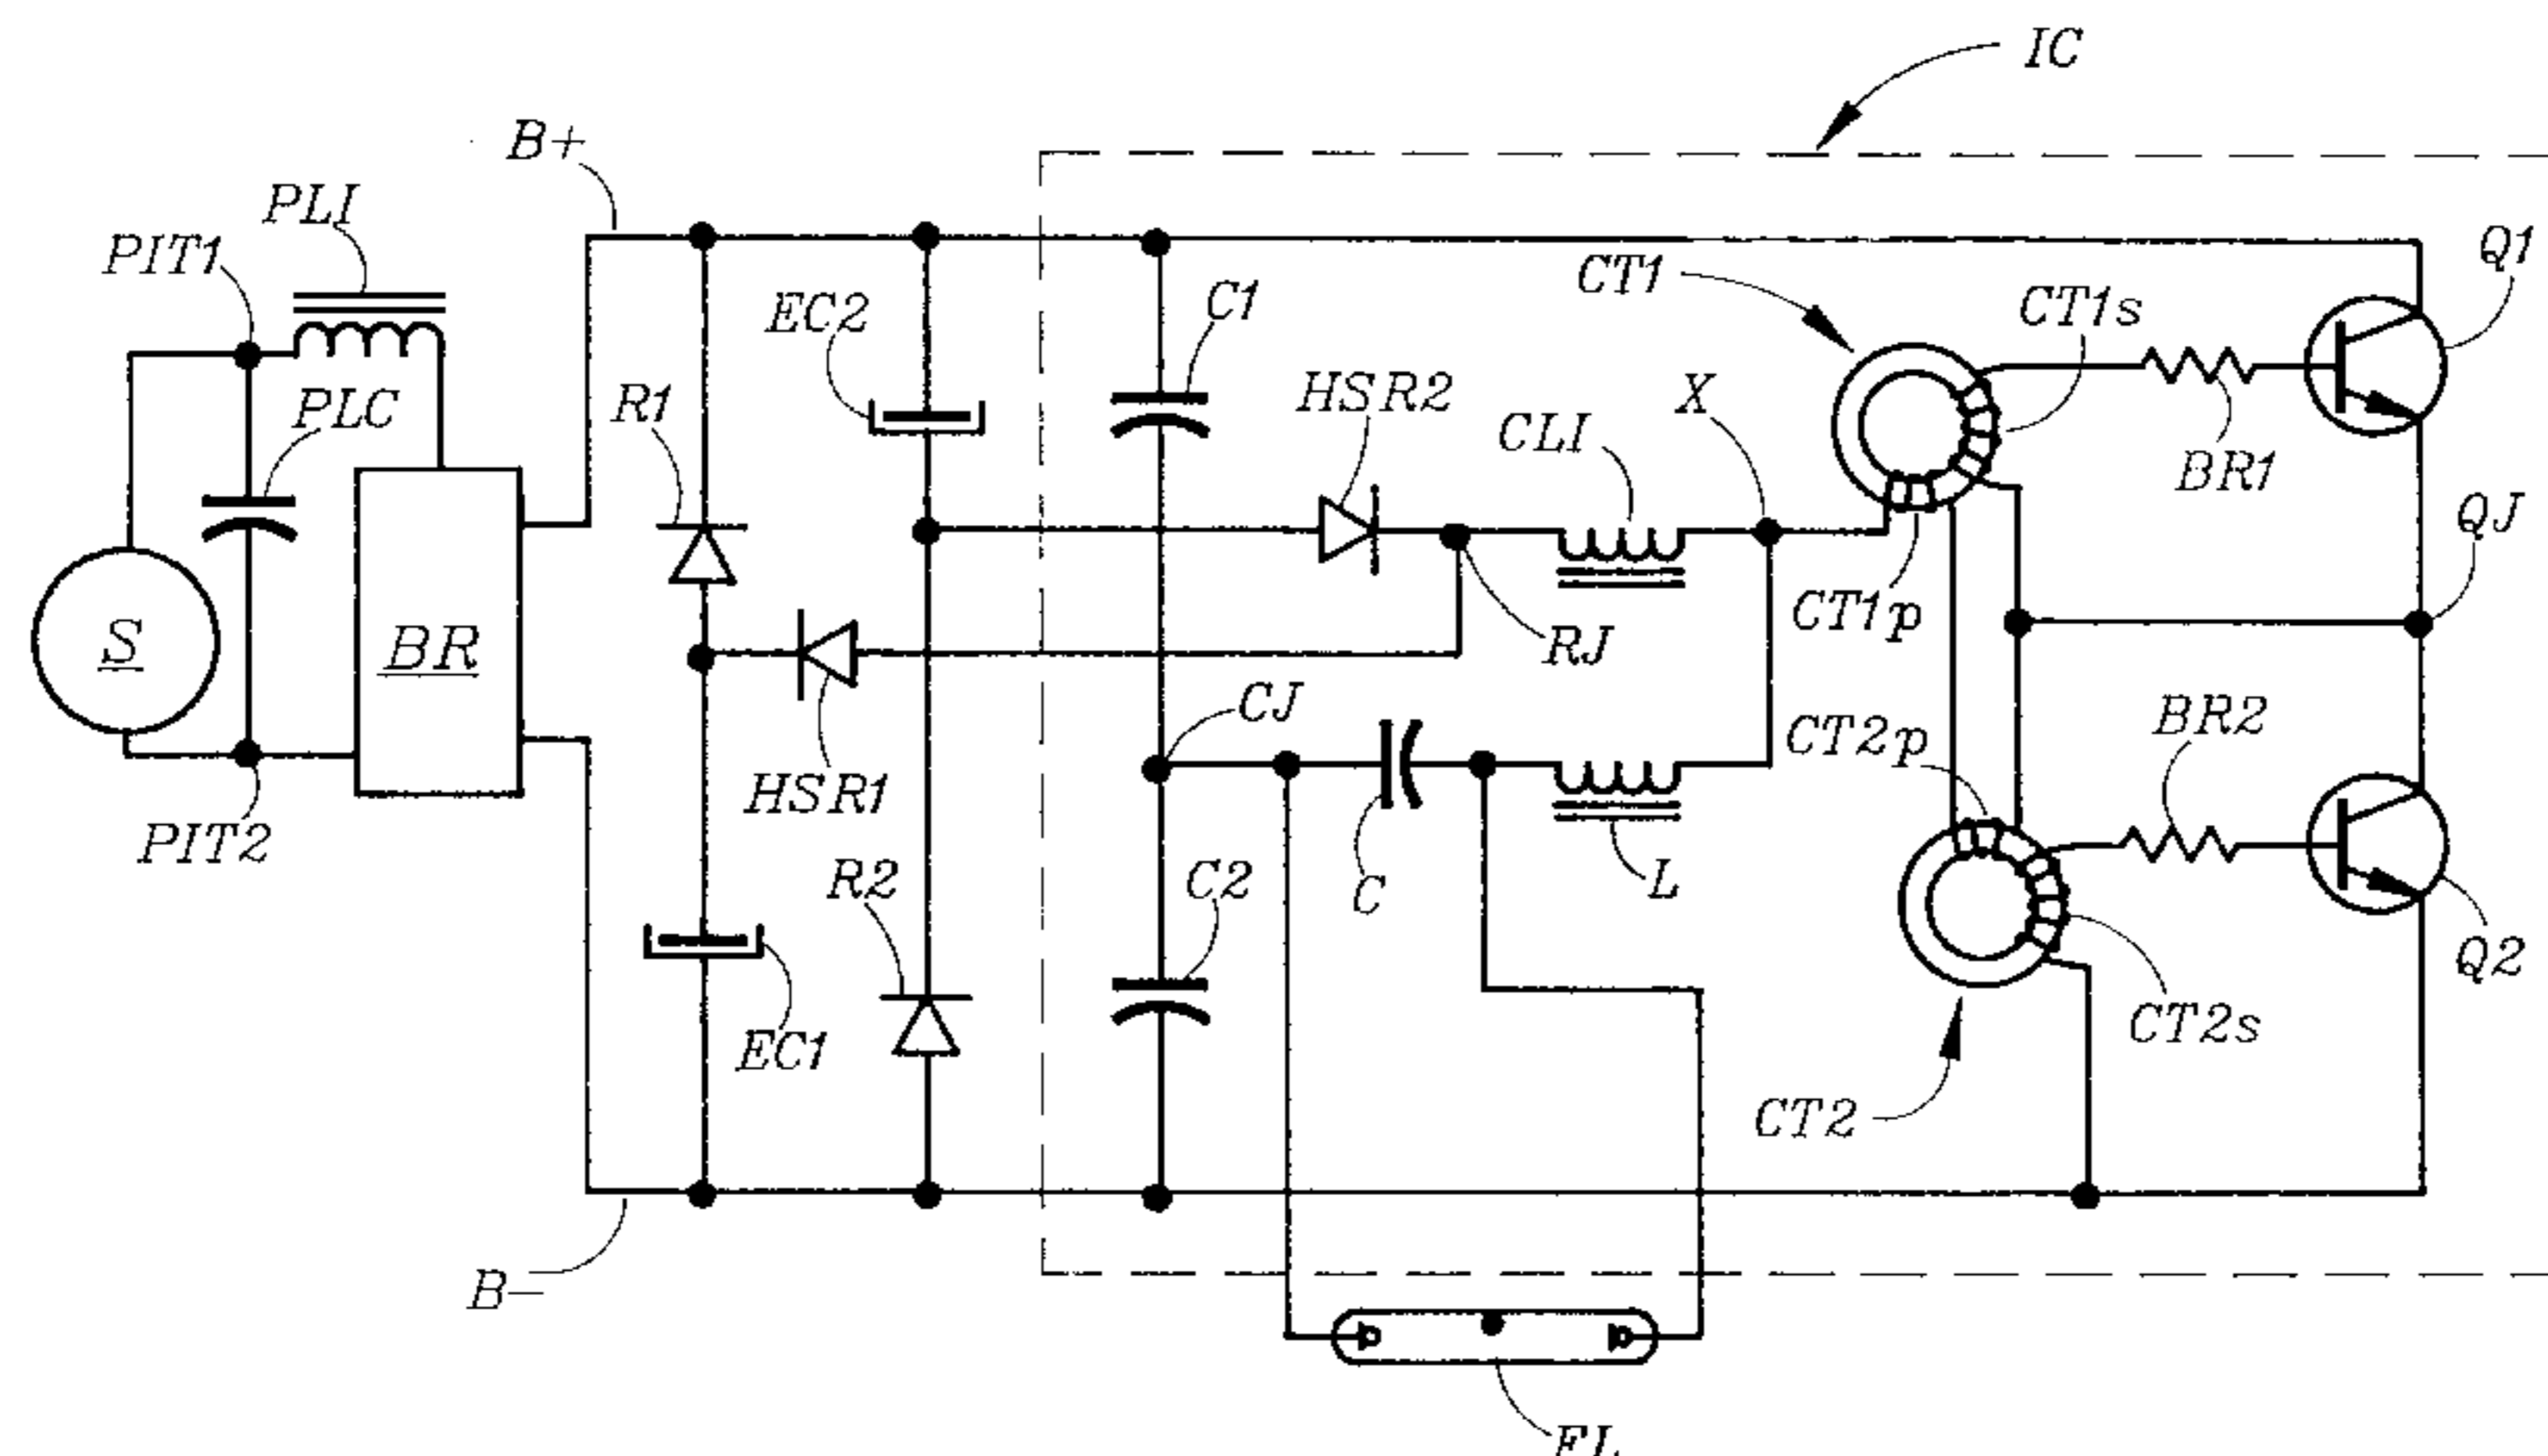 IC
B+
PLI
PIT1
Q1
CT1
EC2
C1
CT1s
R1
PLC
HSR2
X
CLI
BR1
QJ
S
BR
CT1p
RJ
CJ
BR2
HSR1
CT2p
PIT2
R2
C2
C
L
Q2
EC1
CT2s
CT2
B-